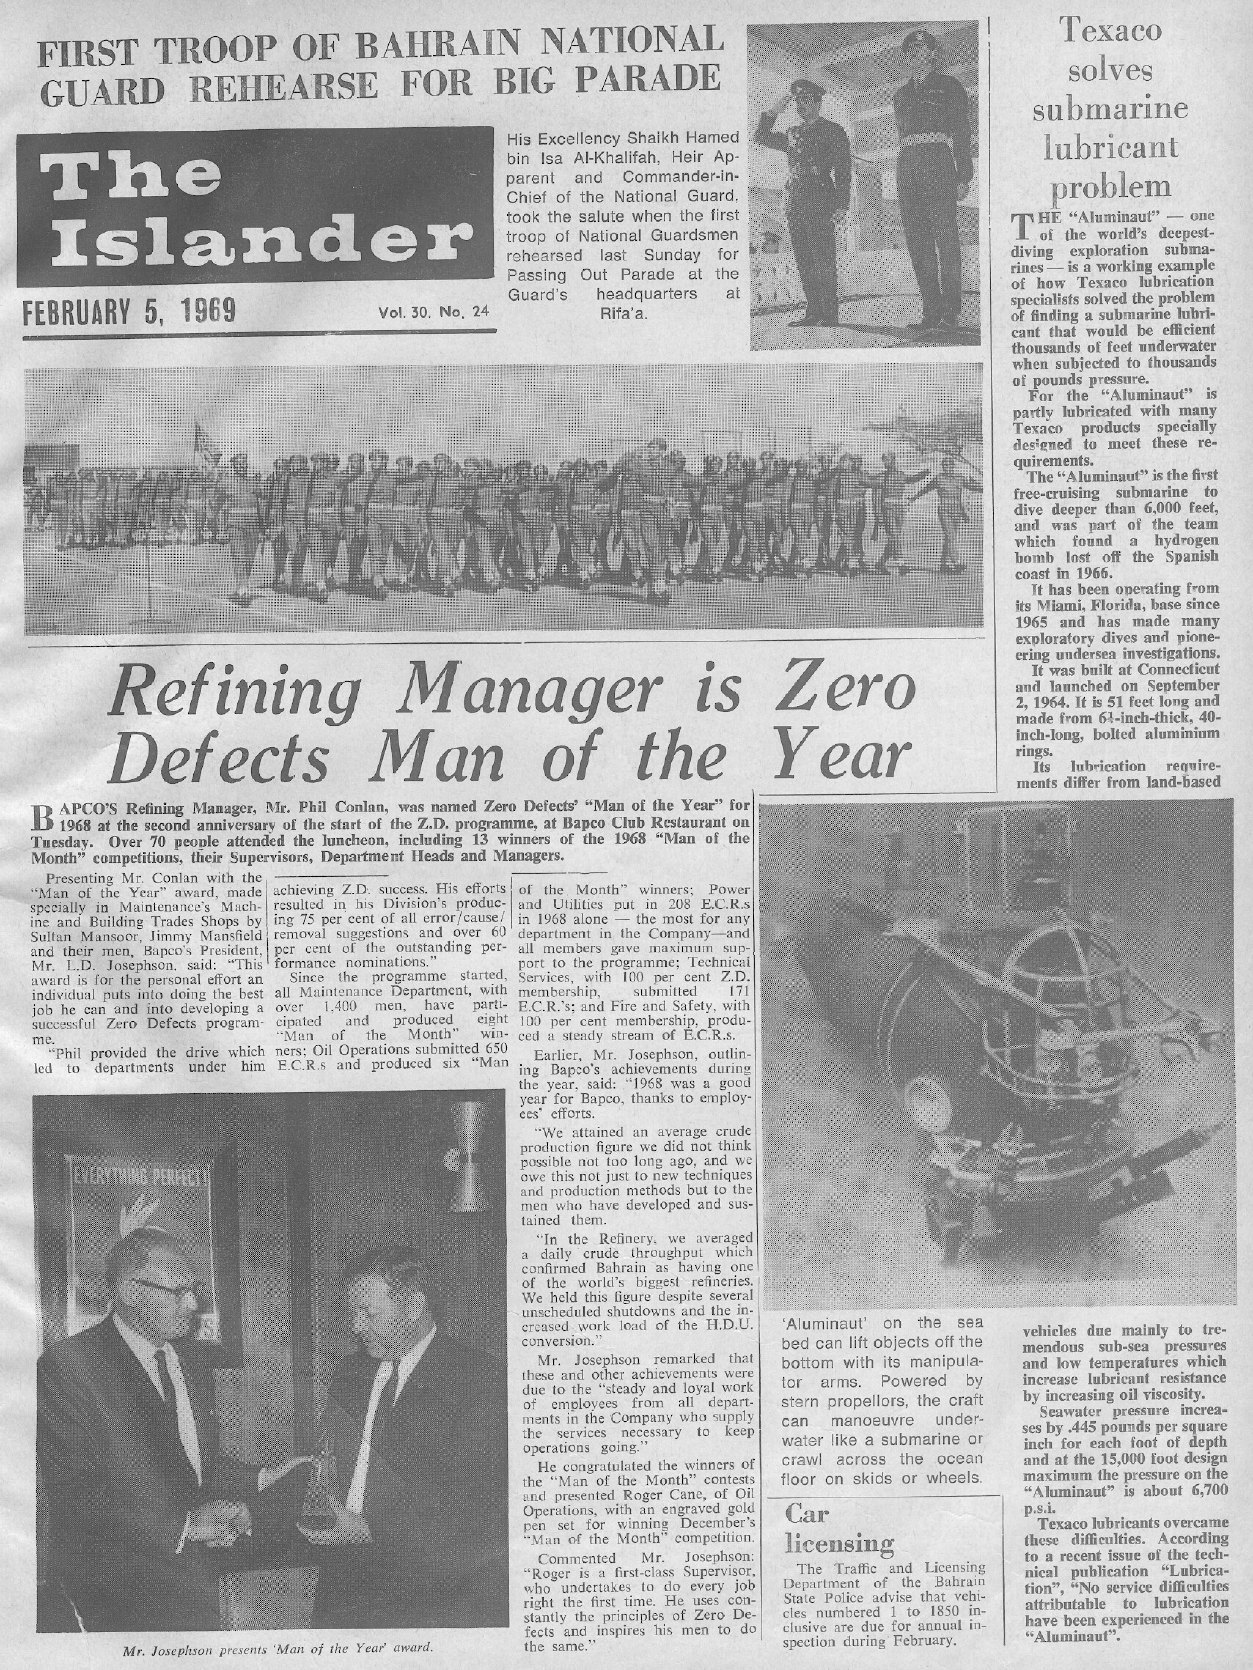 FIRST TROOP OF BAHRAIN NATIONAL
GUARD REHEARSE FOR BIG PARADE
The
Islander
FEBRUARY 5, 1969
Vol. 30. No. 24
His Excellency Shaikh Hamed
bin Isa Al-Khalifah, Heir Ap-
parent and Commander-in-
Chief of the National Guard,
took the salute when the first
troop of National Guardsmen
rehearsed last Sunday for
Passing Out Parade at the
Guard's headquarters at
Rifa'a.
Refining Manager is Zero
Defects Man of the Year
BAPCO'S Refining Manager, Mr. Phil Conlan, was named Zero Defects' "Man of the Year" for
1968 at the second anniversary of the start of the Z.D. programme, at Bapco Club Restaurant on
Tuesday. Over 70 people attended the luncheon, including 13 winners of the 1968 "Man of the
Month" competitions, their Supervisors, Department Heads and Managers.
Presenting Mr. Conlan with the
"Man of the Year" award, made
specially in Maintenance's Mach-
ine and Building Trades Shops by
Sultan Mansoor, Jimmy Mansfield
and their men, Bapco's President,
Mr. L.D. Josephson, said: "This
award is for the personal effort an
individual puts into doing the best
job he can and into developing a
successful Zero Defects program-
me.
"Phil provided the drive which
led to departments under him
achieving Z.D. success. His efforts
resulted in his Division's produc-
ing 75 per cent of all error/cause/
removal suggestions and over 60
per cent of the outstanding per-
formance nominations."
Since the programme started,
all Maintenance Department, with
over 1,400 men, have parti-
cipated and produced eight
"Man of the Month" win-
ners; Oil Operations submitted 650
E.C.R.s and produced six "Man
of the Month" winners; Power
and Utilities put in 208 E.C.R.s
in 1968 alone — the most for any
department in the Company—and
all members gave maximum sup-
port to the programme; Technical
Services, with 100 per cent Z.D.
membership, submitted 171
E.C.R.'s; and Fire and Safety, with
100 per cent membership, produ-
ced a steady stream of E.C.R.s.
Earlier, Mr. Josephson, outlin-
ing Bapco's achievements during
the year, said: "1968 was a good
year for Bapco, thanks to employ-
ees' efforts.
"We attained an average crude
production figure we did not think
possible not too long ago, and we
owe this not just to new techniques
and production methods but to the
men who have developed and sus-
tained them.
"In the Refinery, we averaged
a daily crude throughput which
confirmed Bahrain as having one
of the world's biggest refineries.
We held this figure despite several
unscheduled shutdowns and the in-
creased work load of the H.D.U.
conversion."
Mr. Josephson remarked that
these and other achievements were
due to the "steady and loyal work
of employees from all depart-
ments in the Company who supply
the services necessary to keep
operations going."
He congratulated the winners of
the "Man of the Month" contests
and presented Roger Cane, of Oil
Operations, with an engraved gold
pen set for winning December's
"Man of the Month" competition.
Commented Mr. Josephson:
"Roger is a first-class Supervisor,
who undertakes to do every job
right the first time. He uses con-
stantly the principles of Zero De-
fects and inspires his men to do
the same."
EVERYTHING PERFECT!
Mr. Josephson presents 'Man of the Year' award.
Texaco
solves
submarine
lubricant
problem
THE "Aluminaut" — one
of the world's deepest-
diving exploration subma-
rines — is a working example
of how Texaco lubrication
specialists solved the problem
of finding a submarine lubri-
cant that would be efficient
thousands of feet underwater
when subjected to thousands
of pounds pressure.
For the "Aluminaut" is
partly lubricated with many
Texaco products specially
designed to meet these re-
quirements.
The "Aluminaut" is the first
free-cruising submarine to
dive deeper than 6,000 feet,
and was part of the team
which found a hydrogen
bomb lost off the Spanish
coast in 1966.
It has been operating from
its Miami, Florida, base since
1965 and has made many
exploratory dives and pione-
ering undersea investigations.
It was built at Connecticut
and launched on September
2, 1964. It is 51 feet long and
made from 6½-inch-thick, 40-
inch-long, bolted aluminium
rings.
Its lubrication require-
ments differ from land-based
vehicles due mainly to tre-
mendous sub-sea pressures
and low temperatures which
increase lubricant resistance
by increasing oil viscosity.
Seawater pressure increa-
ses by .445 pounds per square
inch for each foot of depth
and at the 15,000 foot design
maximum the pressure on the
"Aluminaut" is about 6,700
p.s.i.
Texaco lubricants overcame
these difficulties. According
to a recent issue of the tech-
nical publication "Lubrica-
tion", "No service difficulties
attributable to lubrication
have been experienced in the
"Aluminaut".
'Aluminaut' on the sea
bed can lift objects off the
bottom with its manipula-
tor arms. Powered by
stern propellors, the craft
can manoeuvre under-
water like a submarine or
crawl across the ocean
floor on skids or wheels.
Car
licensing
The Traffic and Licensing
Department of the Bahrain
State Police advise that vehi-
cles numbered 1 to 1850 in-
clusive are due for annual in-
spection during February.